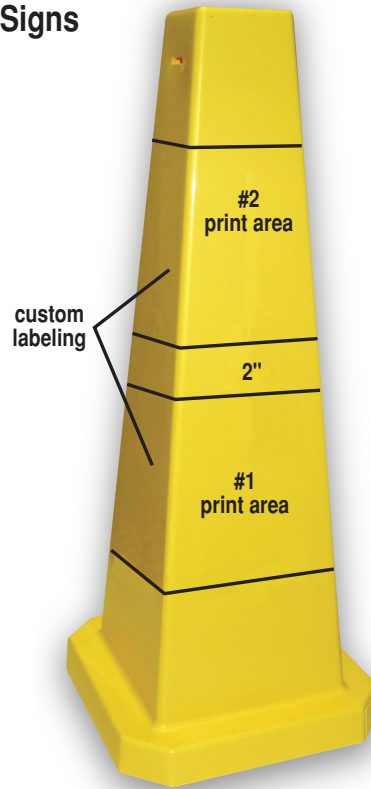 Signs
#2
print area
custom
labeling
2"
#1
print area